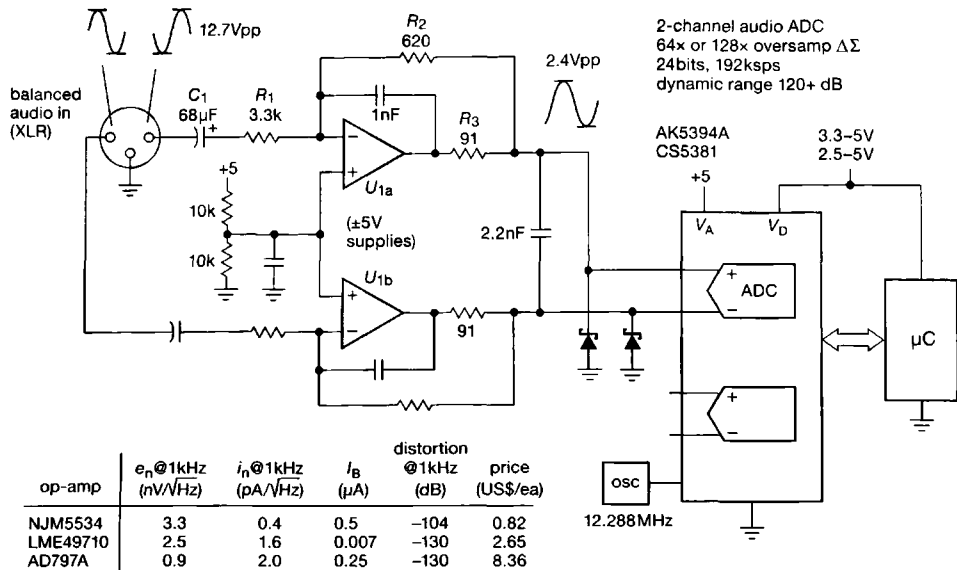 12.7Vpp
balanced
audio in
(XLR)
C1
68µF
+
R1
3.3k
R2
620
1nF
R3
91
2.4Vpp
2-channel audio ADC
64× or 128× oversamp ΔΣ
24bits, 192ksps
dynamic range 120+ dB
AK5394A
CS5381
3.3–5V
2.5–5V
+5
VA
VD
−
+
U1a
+5
10k
10k
(±5V
supplies)
2.2nF
U1b
+
−
91
+
ADC
−
µC
+
−
osc
12.288MHz
op-amp
en@1kHz
(nV/√Hz)
in@1kHz
(pA/√Hz)
IB
(µA)
distortion
@1kHz
(dB)
price
(US$/ea)
NJM5534 3.3 0.4 0.5 –104 0.82
LME49710 2.5 1.6 0.007 –130 2.65
AD797A 0.9 2.0 0.25 –130 8.36